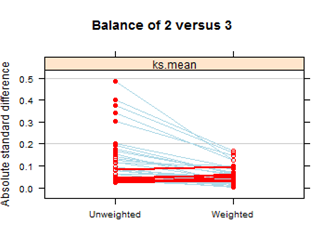 Balance of 2 versus 3
ks.mean
Absolute standard difference
0.5
0.4
0.3
0.2
0.1
0.0
Unweighted
Weighted